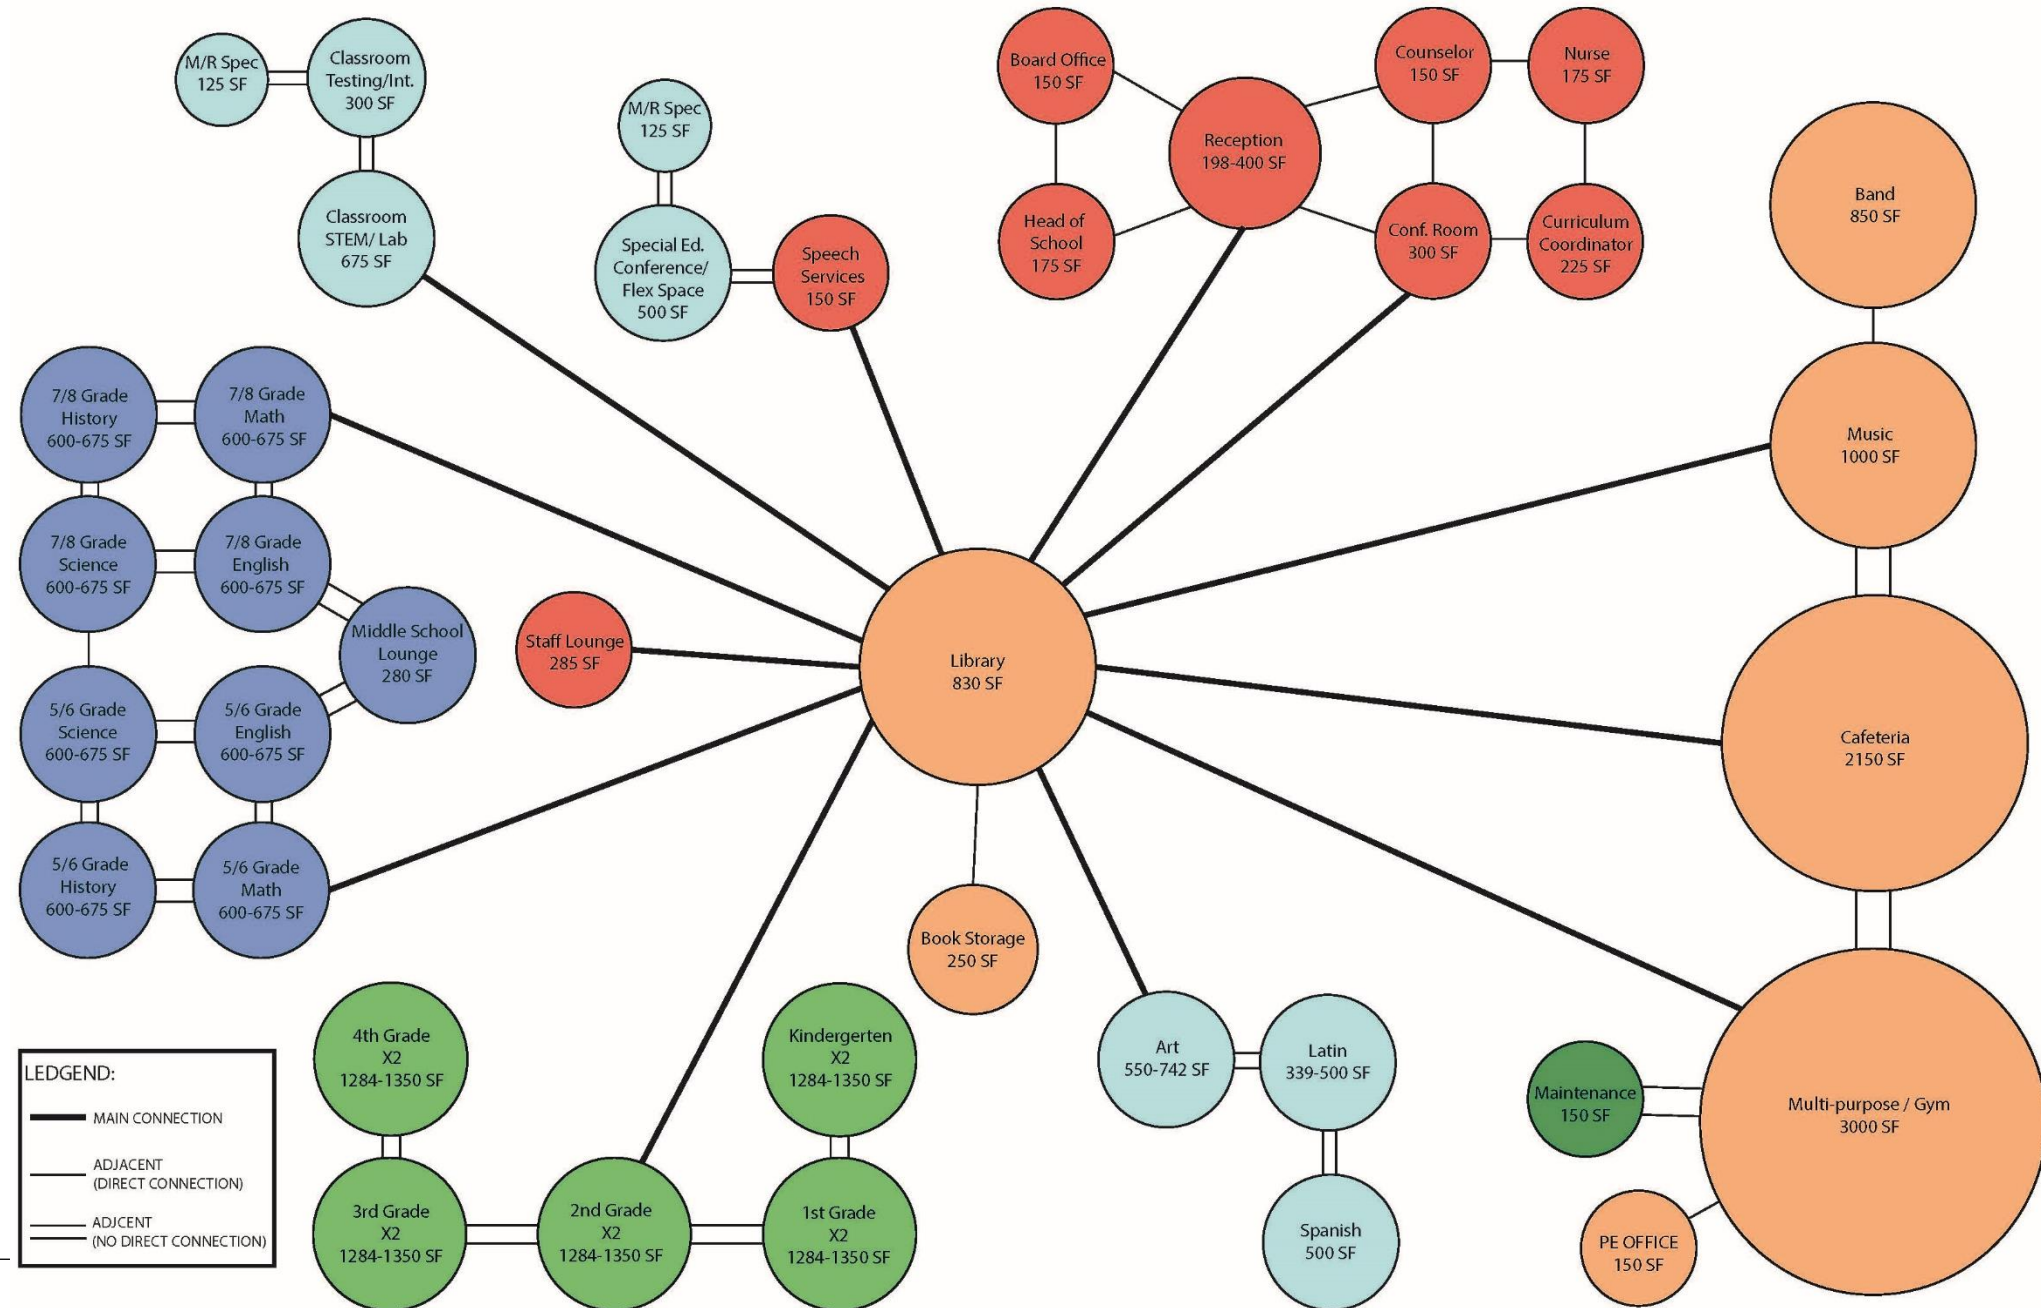 M/R Spec
125 SF
Classroom
Testing/Int.
300 SF
Classroom
STEM/ Lab
675 SF
M/R Spec
125 SF
Special Ed.
Conference/
Flex Space
500 SF
Speech
Services
150 SF
Board Office
150 SF
Head of
School
175 SF
Reception
198-400 SF
Counselor
150 SF
Nurse
175 SF
Conf. Room
300 SF
Curriculum
Coordinator
225 SF
Band
850 SF
Music
1000 SF
Cafeteria
2150 SF
Multi-purpose / Gym
3000 SF
Maintenance
150 SF
PE OFFICE
150 SF
7/8 Grade
History
600-675 SF
7/8 Grade
Math
600-675 SF
7/8 Grade
Science
600-675 SF
7/8 Grade
English
600-675 SF
Middle School
Lounge
280 SF
5/6 Grade
Science
600-675 SF
5/6 Grade
English
600-675 SF
5/6 Grade
History
600-675 SF
5/6 Grade
Math
600-675 SF
Staff Lounge
285 SF
Library
830 SF
Book Storage
250 SF
4th Grade
X2
1284-1350 SF
Kindergerten
X2
1284-1350 SF
3rd Grade
X2
1284-1350 SF
2nd Grade
X2
1284-1350 SF
1st Grade
X2
1284-1350 SF
Art
550-742 SF
Latin
339-500 SF
Spanish
500 SF
LEDGEND:
MAIN CONNECTION
ADJACENT
(DIRECT CONNECTION)
ADJCENT
(NO DIRECT CONNECTION)